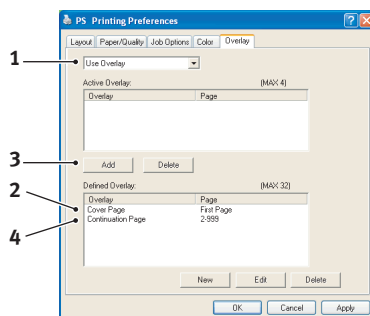 PS Printing Preferences
Layout Paper/Quality Job Options Color Overlay
1 Use Overlay
Active Overlay: (MAX 4)
Overlay Page
3 Add Delete
Defined Overlay: (MAX 32)
Overlay Page
2 Cover Page First Page
4 Continuation Page 2-999
New Edit Delete
OK Cancel Apply